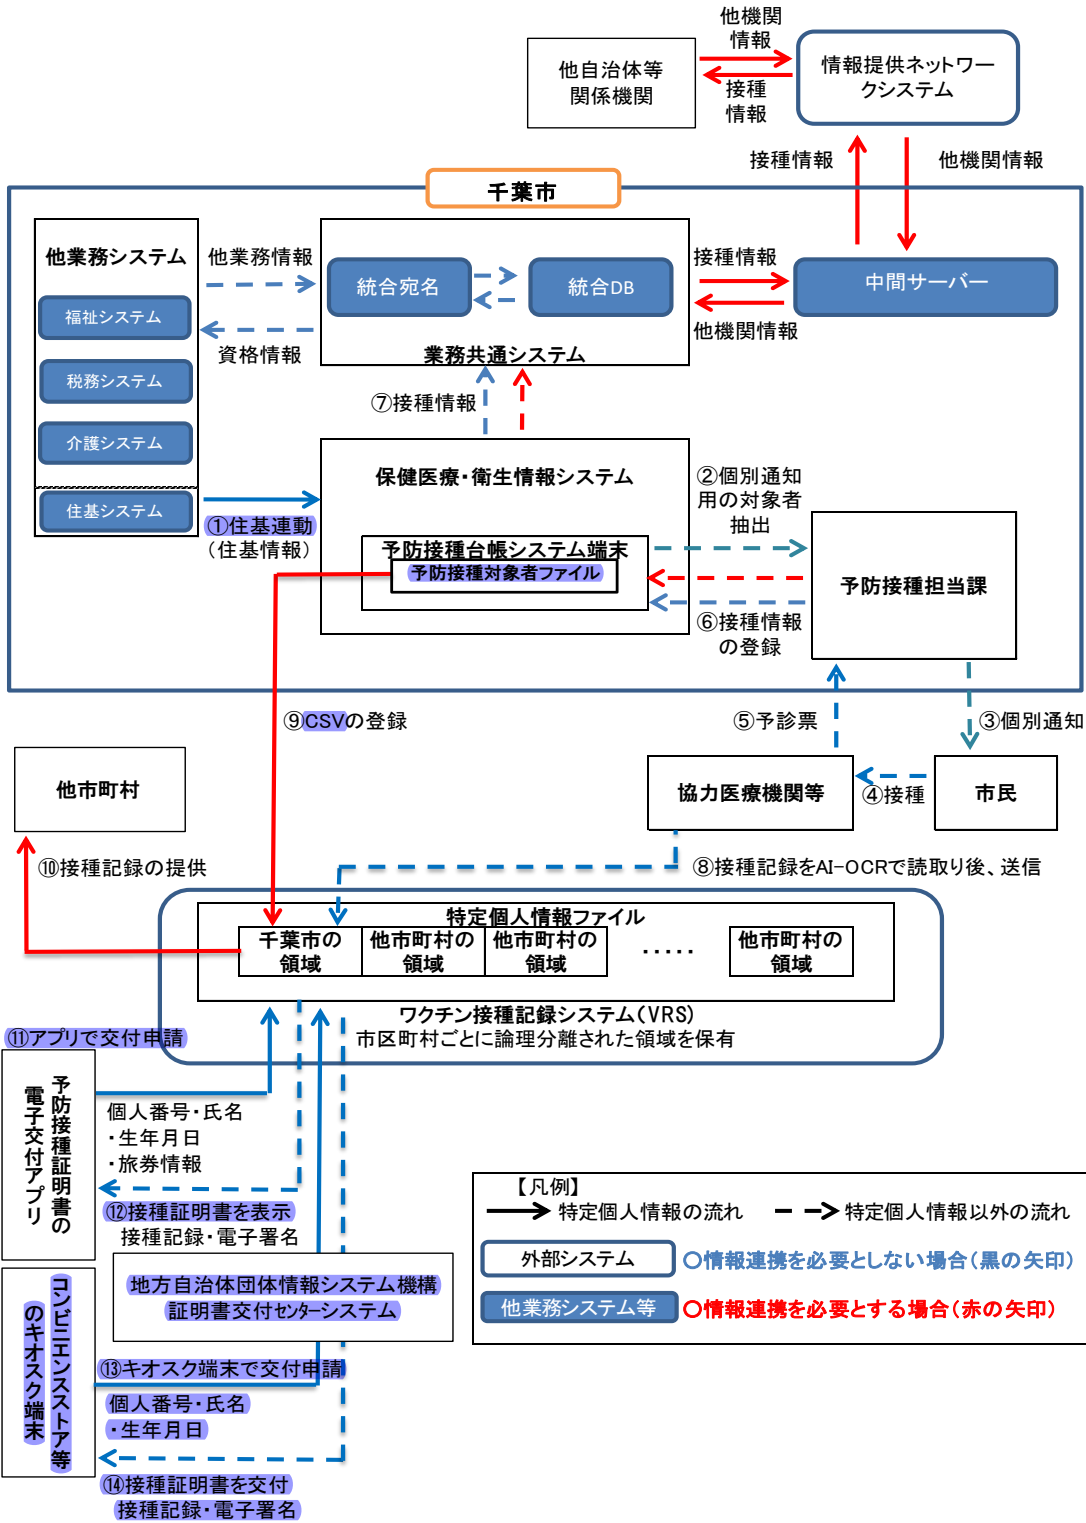 他機関
情報
他自治体等
関係機関
接種
情報
情報提供ネットワー
クシステム
接種情報
他機関情報
千葉市
他業務システム
福祉システム
税務システム
介護システム
住基システム
他業務情報
資格情報
統合宛名
統合DB
業務共通システム
接種情報
他機関情報
中間サーバー
⑦接種情報
保健医療・衛生情報システム
①住基連動
(住基情報)
予防接種台帳システム端末
予防接種対象者ファイル
②個別通知
用の対象者
抽出
⑥接種情報
の登録
予防接種担当課
⑨CSVの登録
⑤予診票
③個別通知
他市町村
協力医療機関等
④接種
市民
⑩接種記録の提供
⑧接種記録をAI-OCRで読取り後、送信
特定個人情報ファイル
千葉市の
領域
他市町村の
領域
他市町村の
領域
・・・・・
他市町村の
領域
ワクチン接種記録システム(VRS)
市区町村ごとに論理分離された領域を保有
⑪アプリで交付申請
予防接種証明書の
電子交付アプリ
個人番号・氏名
・生年月日
・旅券情報
⑫接種証明書を表示
接種記録・電子署名
地方自治体団体情報システム機構
証明書交付センターシステム
コンビニエンスストア等
のキオスク端末
⑬キオスク端末で交付申請
個人番号・氏名
・生年月日
⑭接種証明書を交付
接種記録・電子署名
【凡例】
特定個人情報の流れ
特定個人情報以外の流れ
外部システム
○情報連携を必要としない場合(黒の矢印)
他業務システム等
○情報連携を必要とする場合(赤の矢印)